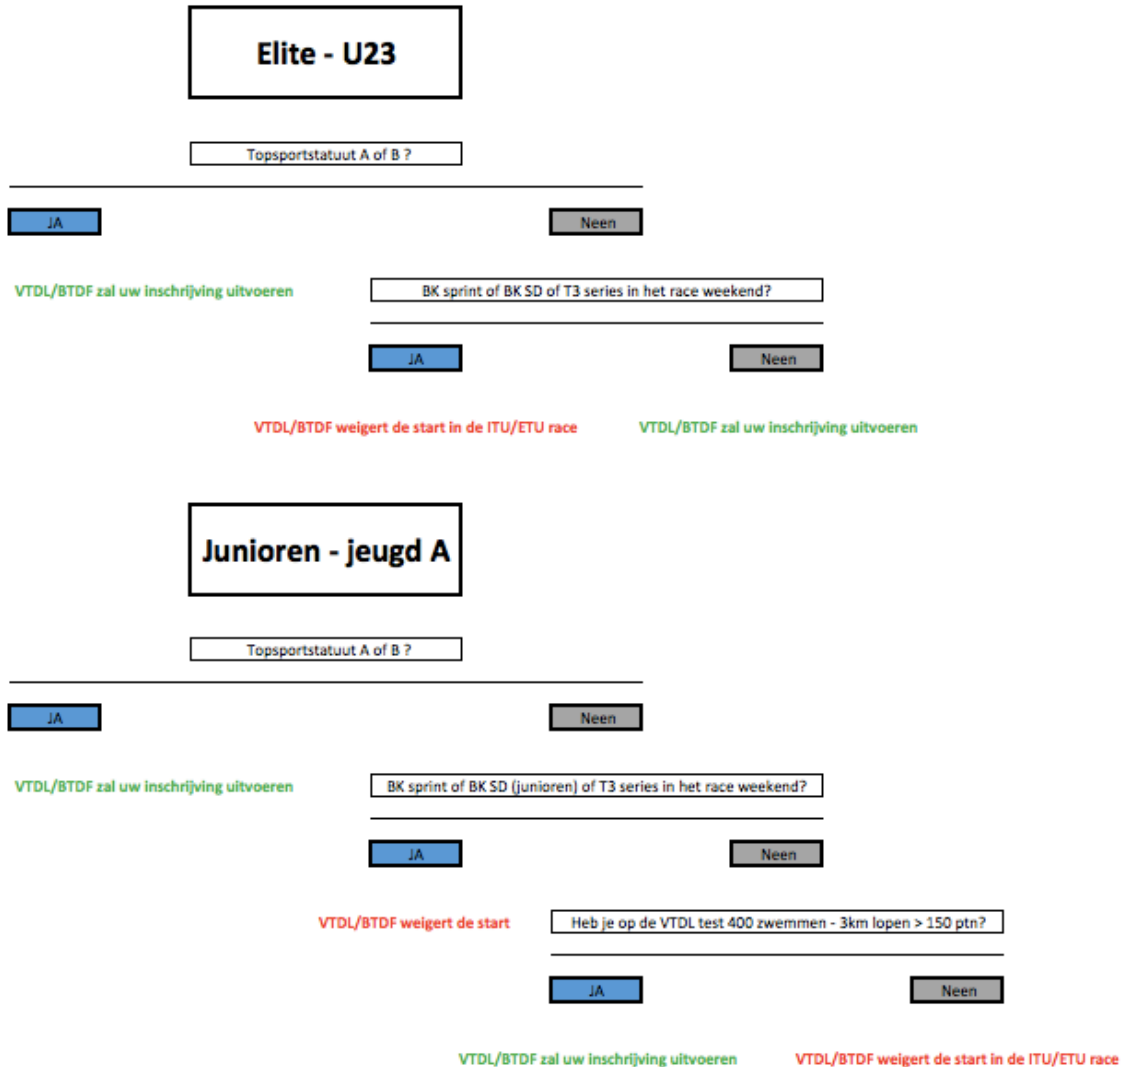 Elite - U23
Topsportstatuut A of B ?
JA
Neen
VTDL/BTDF zal uw inschrijving uitvoeren
BK sprint of BK SD of T3 series in het race weekend?
JA
Neen
VTDL/BTDF weigert de start in de ITU/ETU race
VTDL/BTDF zal uw inschrijving uitvoeren
Junioren - jeugd A
Topsportstatuut A of B ?
JA
Neen
VTDL/BTDF zal uw inschrijving uitvoeren
BK sprint of BK SD (junioren) of T3 series in het race weekend?
JA
Neen
VTDL/BTDF weigert de start
Heb je op de VTDL test 400 zwemmen - 3km lopen > 150 ptn?
JA
Neen
VTDL/BTDF zal uw inschrijving uitvoeren
VTDL/BTDF weigert de start in de ITU/ETU race